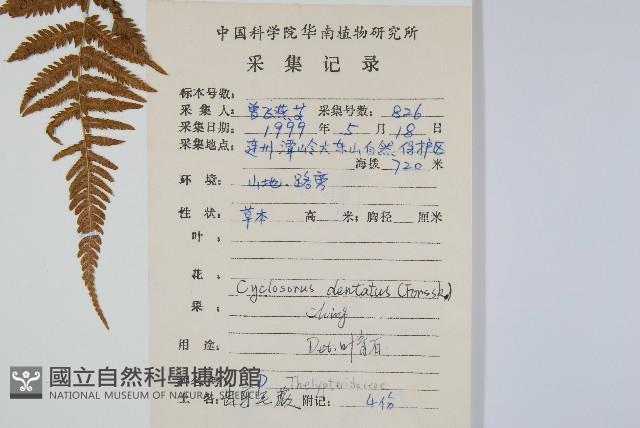 中国科学院华南植物研究所
采集记录
标本号数:
采集人: 曾飞燕 采集号数: 826
采集日期: 1999 年 5 月 18 日
采集地点: 连州潭岭大东山自然保护区
海拨 720 米
环境: 山地.路旁
性状: 草本 高 米; 胸径 厘米
叶:
花:
Cyclosorus dentatus (Forssk.)
果:
Ching
用途: Det: 叶育石
國立自然科學博物館
D Thelypteridaceae
NATIONAL MUSEUM OF NATURAL SCIENCE
土名: 齿牙毛蕨 附记: 4份